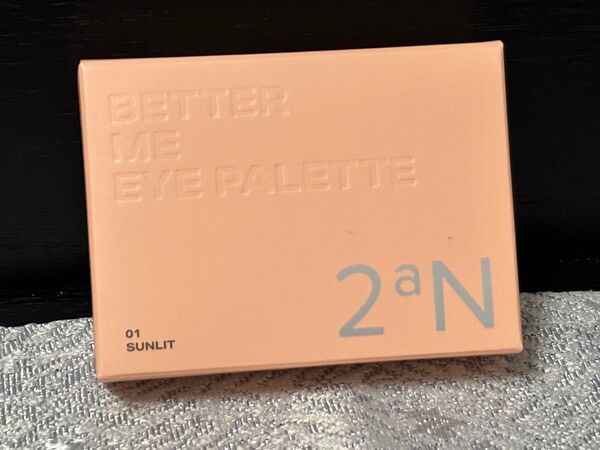 BETTER
ME
EYE PALETTE
2aN
01
SUNLIT